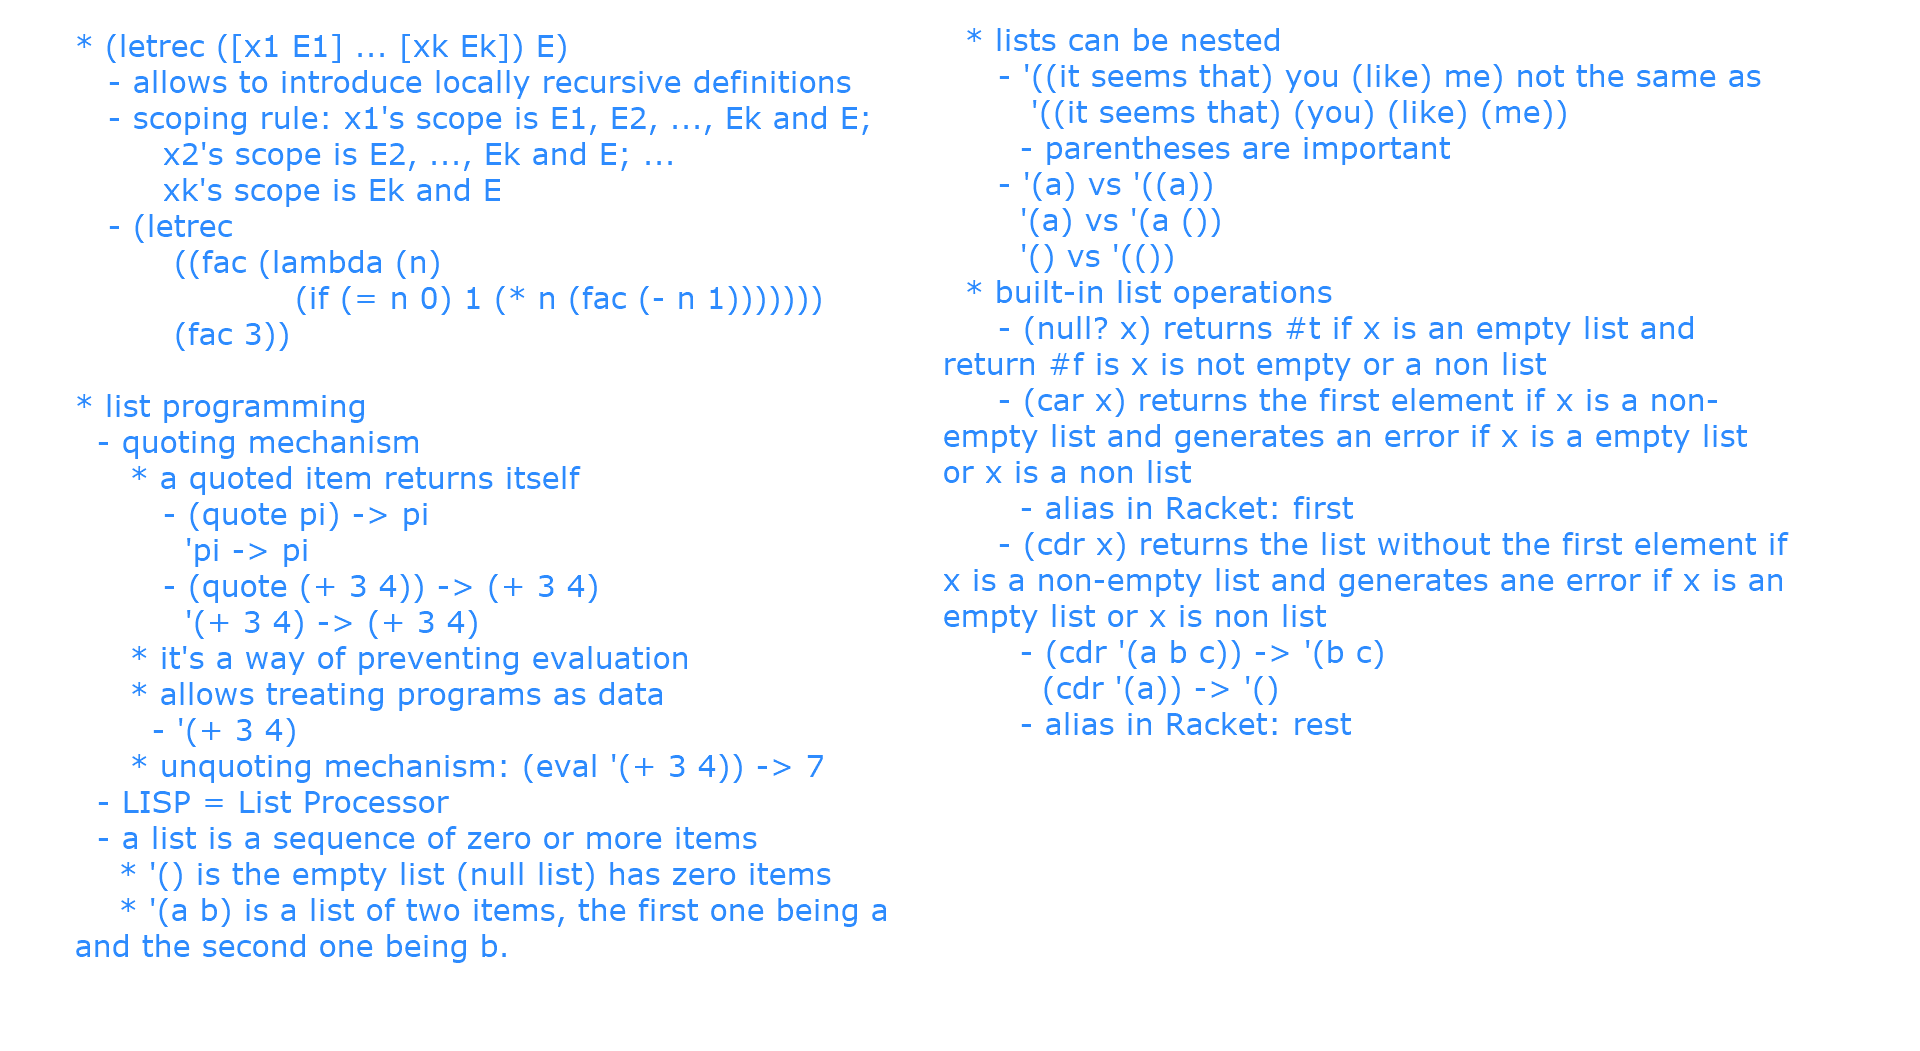 * (letrec ([x1 E1] ... [xk Ek]) E)
- allows to introduce locally recursive definitions
- scoping rule: x1's scope is E1, E2, ..., Ek and E;
x2's scope is E2, ..., Ek and E; ...
xk's scope is Ek and E
- (letrec
((fac (lambda (n)
(if (= n 0) 1 (* n (fac (- n 1)))))))
(fac 3))
* list programming
- quoting mechanism
* a quoted item returns itself
- (quote pi) -> pi
'pi -> pi
- (quote (+ 3 4)) -> (+ 3 4)
'(+ 3 4) -> (+ 3 4)
* it's a way of preventing evaluation
* allows treating programs as data
- '(+ 3 4)
* unquoting mechanism: (eval '(+ 3 4)) -> 7
- LISP = List Processor
- a list is a sequence of zero or more items
* '() is the empty list (null list) has zero items
* '(a b) is a list of two items, the first one being a
and the second one being b.
* lists can be nested
- '((it seems that) you (like) me) not the same as
'((it seems that) (you) (like) (me))
- parentheses are important
- '(a) vs '((a))
'(a) vs '(a ())
'() vs '(())
* built-in list operations
- (null? x) returns #t if x is an empty list and
return #f is x is not empty or a non list
- (car x) returns the first element if x is a non-
empty list and generates an error if x is a empty list
or x is a non list
- alias in Racket: first
- (cdr x) returns the list without the first element if
x is a non-empty list and generates ane error if x is an
empty list or x is non list
- (cdr '(a b c)) -> '(b c)
(cdr '(a)) -> '()
- alias in Racket: rest